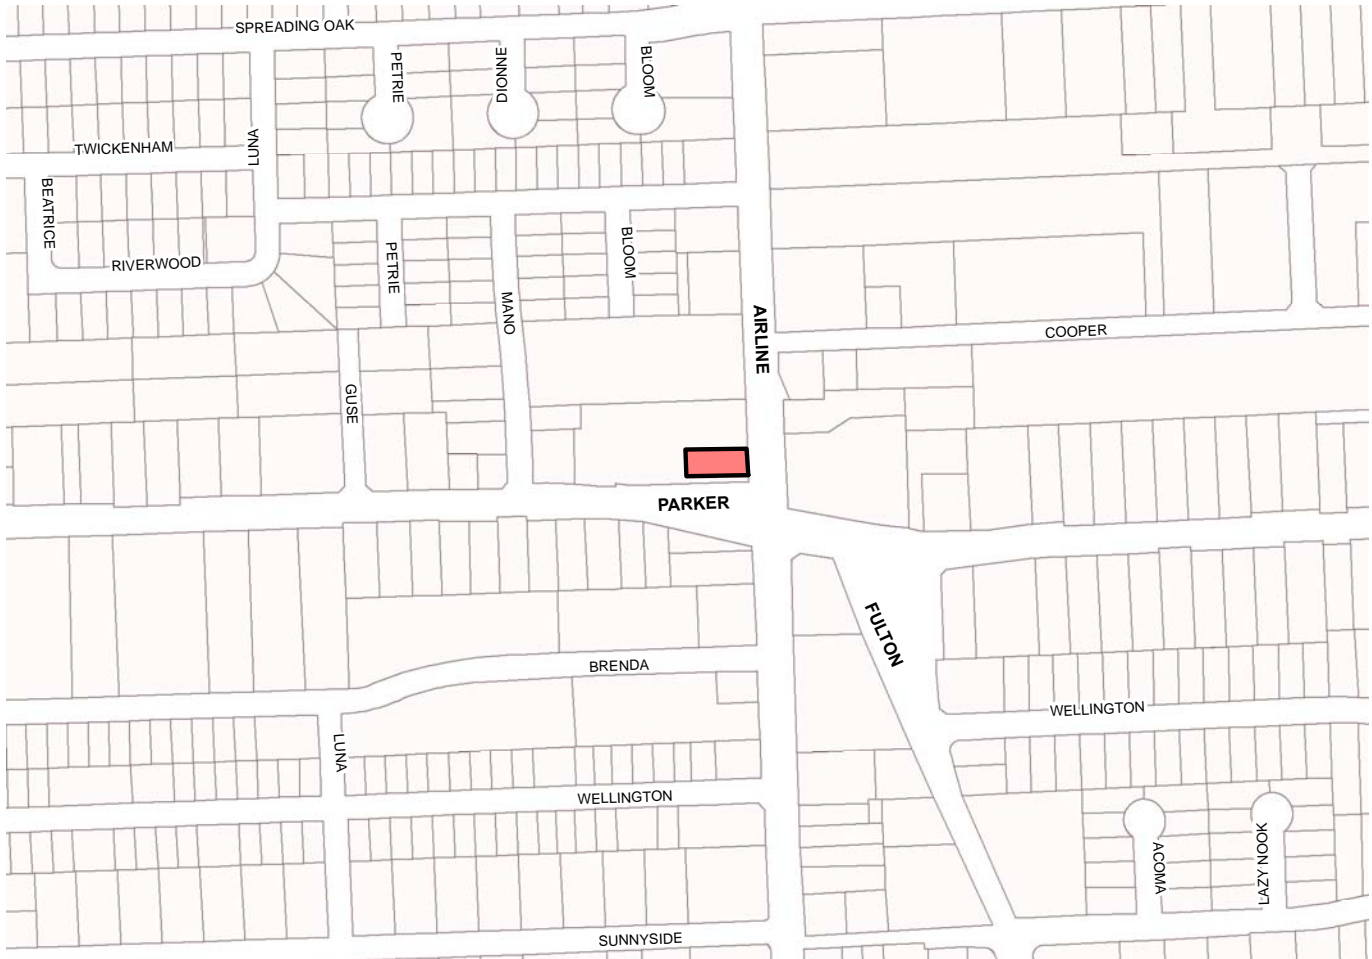 SPREADING OAK
PETRIE
DIONNE
BLOOM
LUNA
TWICKENHAM
BEATRICE
RIVERWOOD
PETRIE
MANO
BLOOM
AIRLINE
COOPER
GUSE
PARKER
FULTON
BRENDA
WELLINGTON
LUNA
WELLINGTON
ACOMA
LAZY NOOK
SUNNYSIDE